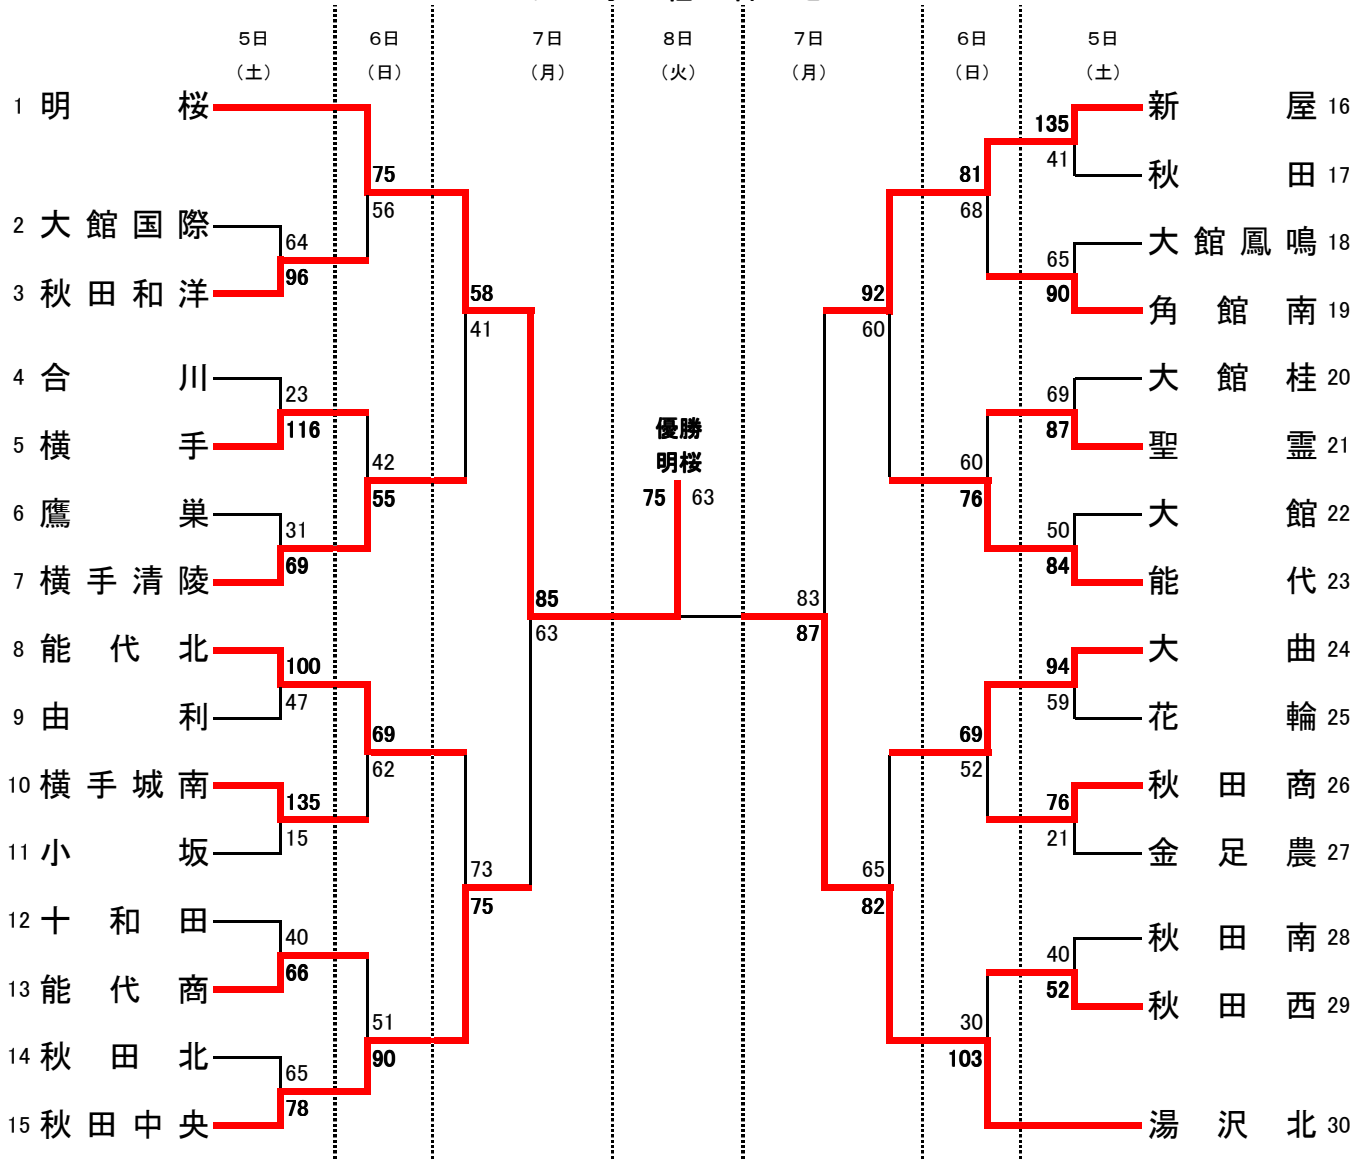 5日 6日 7日 8日 7日 6日 5日
（土） （日） （月） （火） （月） （日） （土）
1 明桜
2 大館国際
3 秋田和洋
4 合川
5 横手
6 鷹巣
7 横手清陵
8 能代北
9 由利
10 横手城南
11 小坂
12 十和田
13 能代商
14 秋田北
15 秋田中央
64
96
23
116
31
69
100
47
135
15
40
66
65
78
75
56
42
55
69
62
51
90
58
41
73
75
85
63
優勝
明桜
75 63
83
87
92
60
65
82
81
68
60
76
69
52
30
103
135
41
65
90
69
87
50
84
94
59
76
21
40
52
新屋 16
秋田 17
大館鳳鳴 18
角館南 19
大館桂 20
聖霊 21
大館 22
能代 23
大曲 24
花輪 25
秋田商 26
金足農 27
秋田南 28
秋田西 29
湯沢北 30